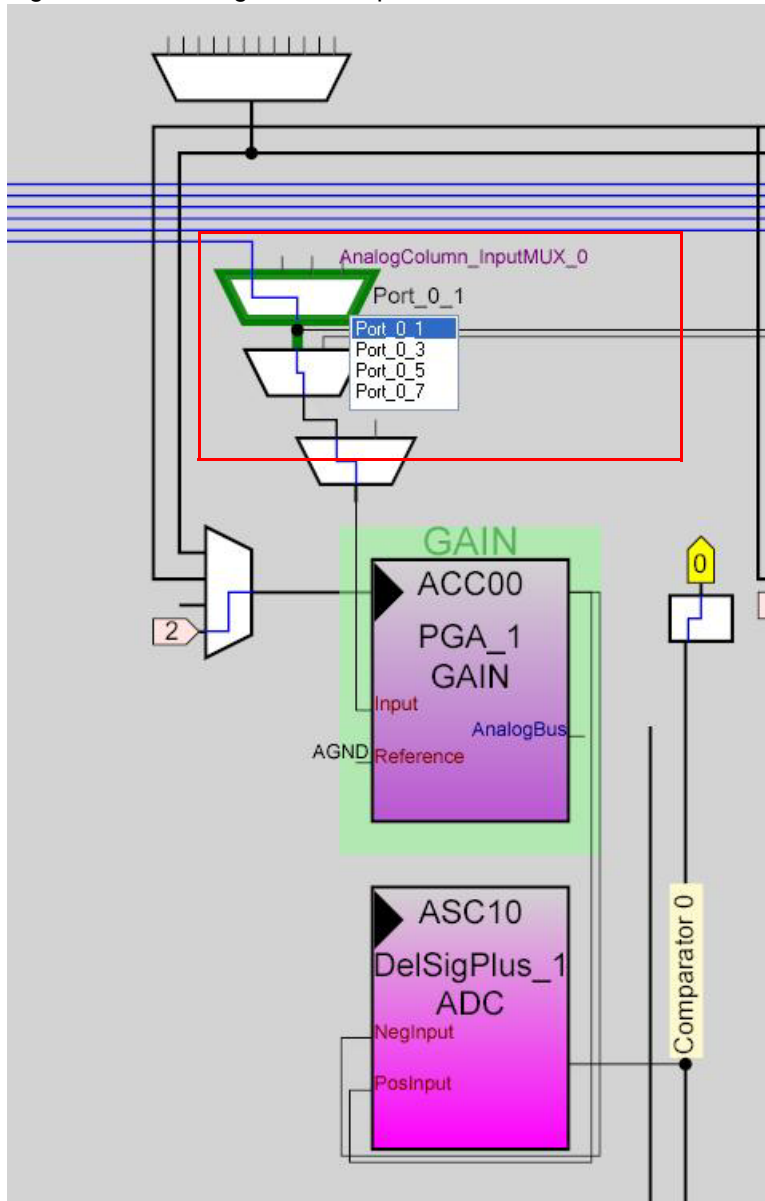 AnalogColumn_InputMUX_0
Port_0_1
Port_0_1
Port_0_3
Port_0_5
Port_0_7
GAIN
0
ACC00
2
PGA_1
GAIN
Input
AnalogBus
AGND
Reference
ASC10
DelSigPlus_1
ADC
NegInput
PosInput
Comparator 0